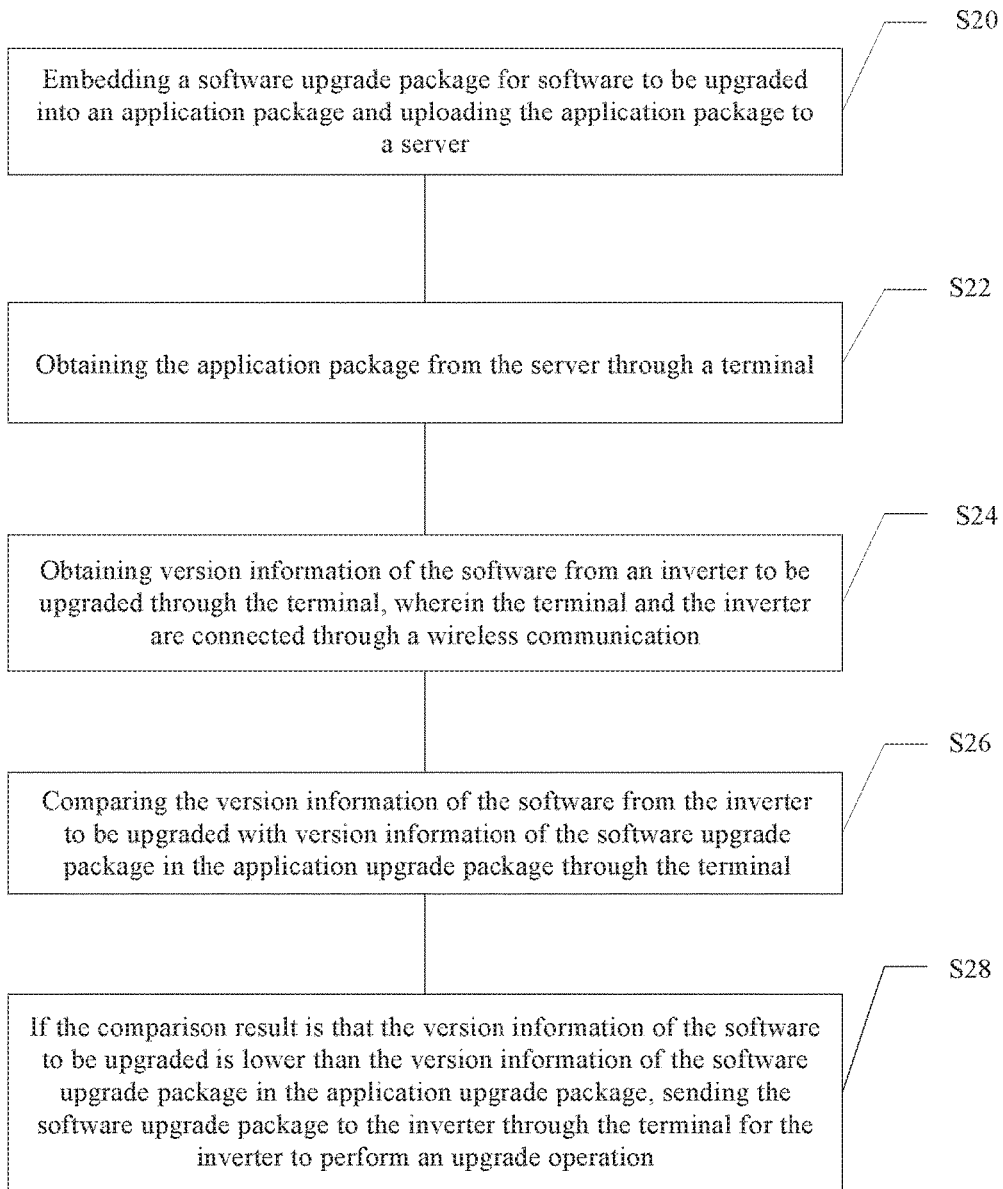 S20
Embedding a software upgrade package for software to be upgraded
into an application package and uploading the application package to
a server
S22
Obtaining the application package from the server through a terminal
S24
Obtaining version information of the software from an inverter to be
upgraded through the terminal, wherein the terminal and the inverter
are connected through a wireless communication
S26
Comparing the version information of the software from the inverter
to be upgraded with version information of the software upgrade
package in the application upgrade package through the terminal
S28
If the comparison result is that the version information of the software
to be upgraded is lower than the version information of the software
upgrade package in the application upgrade package, sending the
software upgrade package to the inverter through the terminal for the
inverter to perform an upgrade operation